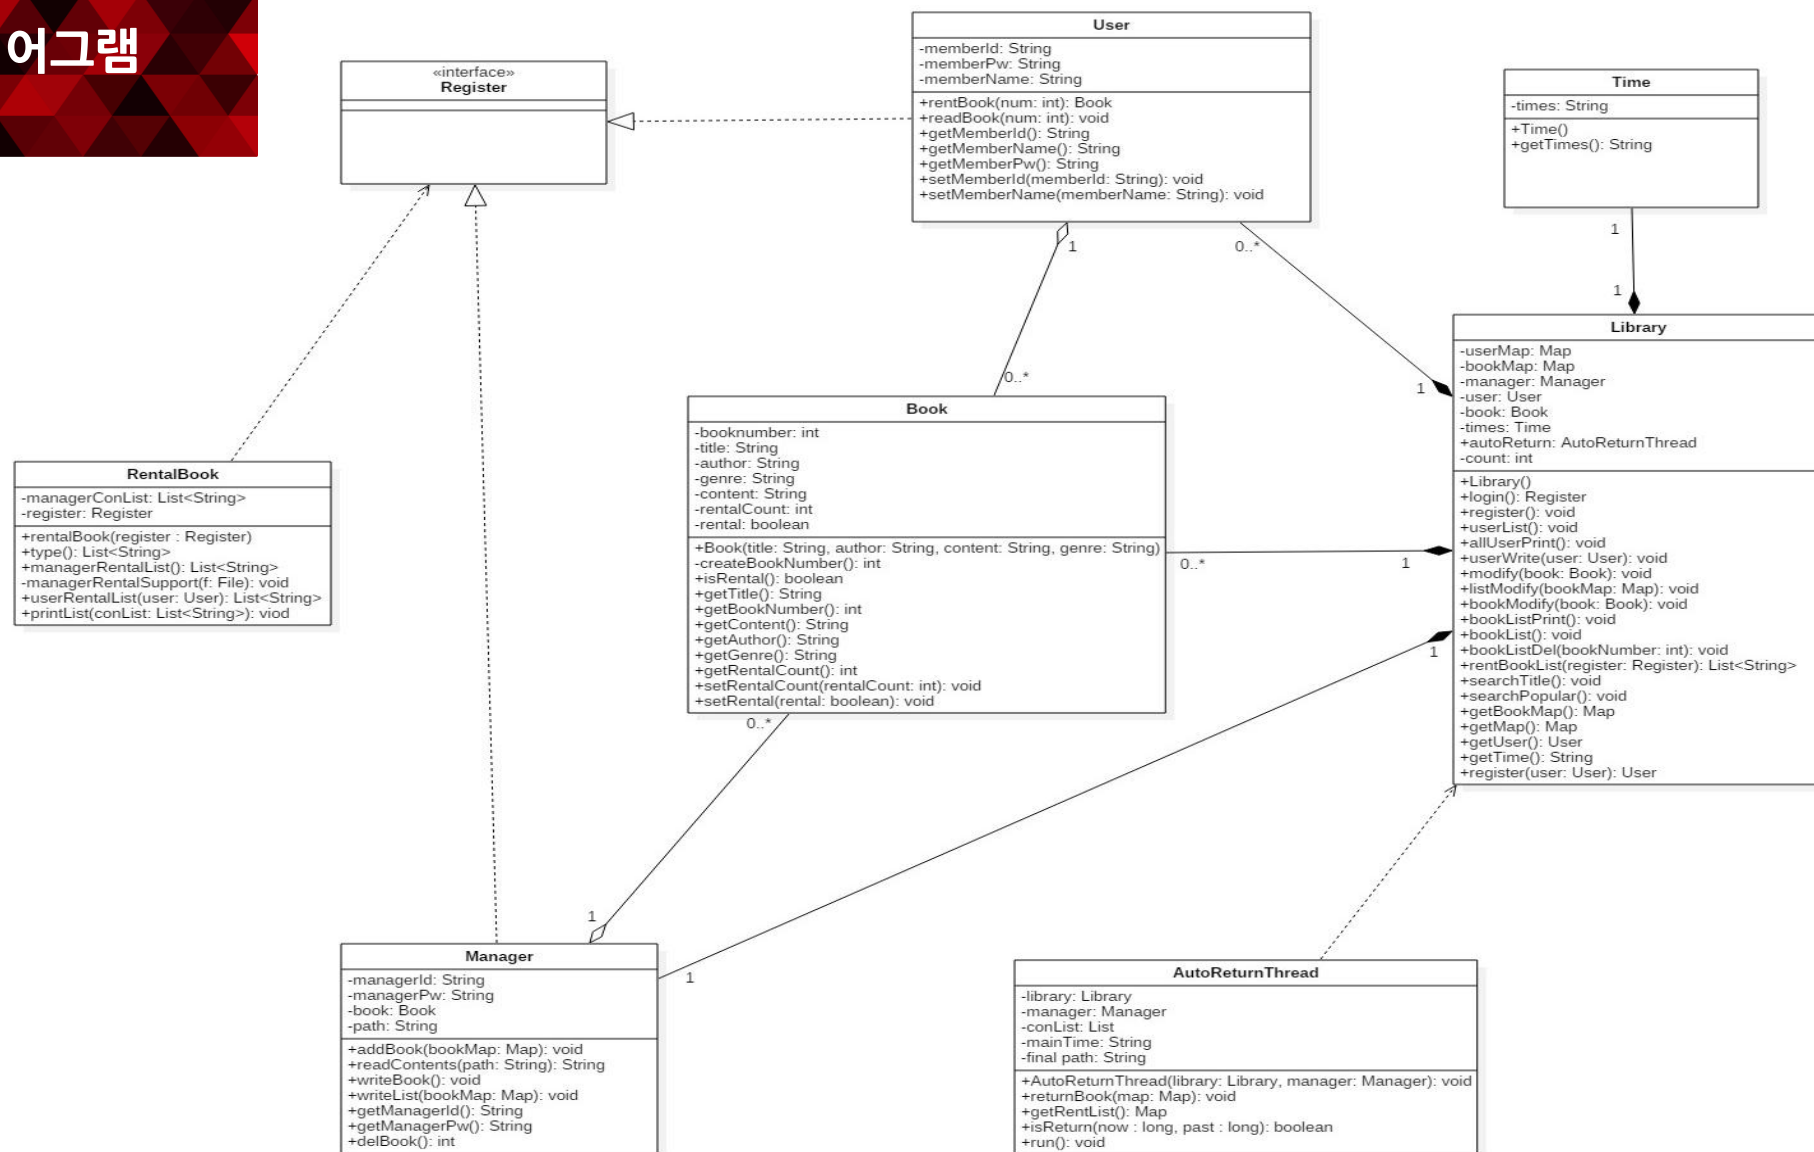 어그램
«interface»
Register
User
-memberId: String
-memberPw: String
-memberName: String
+rentBook(num: int): Book
+readBook(num: int): void
+getMemberId(): String
+getMemberName(): String
+getMemberPw(): String
+setMemberId(memberId: String): void
+setMemberName(memberName: String): void
Time
-times: String
+Time()
+getTimes(): String
1
0..*
1
1
0..*
1
Library
-userMap: Map
-bookMap: Map
-manager: Manager
-user: User
-book: Book
-times: Time
+autoReturn: AutoReturnThread
-count: int
+Library()
+login(): Register
+register(): void
+userList(): void
+allUserPrint(): void
+userWrite(user: User): void
+modify(book: Book): void
+listModify(bookMap: Map): void
+bookModify(book: Book): void
+bookListPrint(): void
+bookList(): void
+bookListDel(bookNumber: int): void
+rentBookList(register: Register): List<String>
+searchTitle(): void
+searchPopular(): void
+getBookMap(): Map
+getMap(): Map
+getUser(): User
+getTime(): String
+register(user: User): User
Book
-booknumber: int
-title: String
-author: String
-genre: String
-content: String
-rentalCount: int
-rental: boolean
+Book(title: String, author: String, content: String, genre: String)
-createBookNumber(): int
+isRental(): boolean
+getTitle(): String
+getBookNumber(): int
+getContent(): String
+getAuthor(): String
+getGenre(): String
+getRentalCount(): int
+setRentalCount(rentalCount: int): void
+setRental(rental: boolean): void
0..*
1
1
0..*
RentalBook
-managerConList: List<String>
-register: Register
+rentalBook(register : Register)
+type(): List<String>
+managerRentalList(): List<String>
-managerRentalSupport(f: File): void
+userRentalList(user: User): List<String>
+printList(conList: List<String>): viod
1
1
Manager
-managerId: String
-managerPw: String
-book: Book
-path: String
+addBook(bookMap: Map): void
+readContents(path: String): String
+writeBook(): void
+writeList(bookMap: Map): void
+getManagerId(): String
+getManagerPw(): String
+delBook(): int
AutoReturnThread
-library: Library
-manager: Manager
-conList: List
-mainTime: String
-final path: String
+AutoReturnThread(library: Library, manager: Manager): void
+returnBook(map: Map): void
+getRentList(): Map
+isReturn(now : long, past : long): boolean
+run(): void